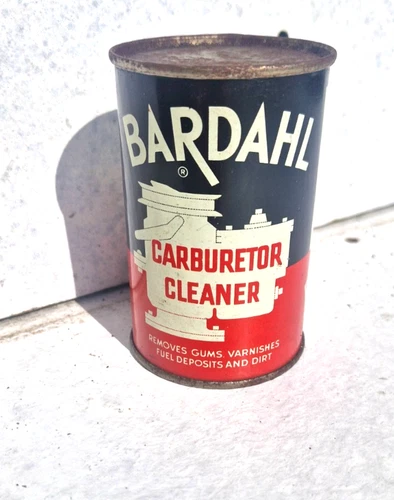 BARDAHL
®
CARBURETOR
CLEANER
REMOVES GUMS, VARNISHES
FUEL DEPOSITS AND DIRT